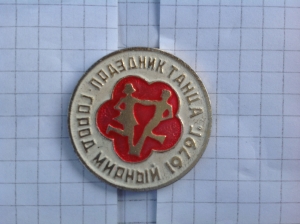 ПРАЗДНИК ТАНЦА
ГОРОД МИРНЫЙ 1979 Г.